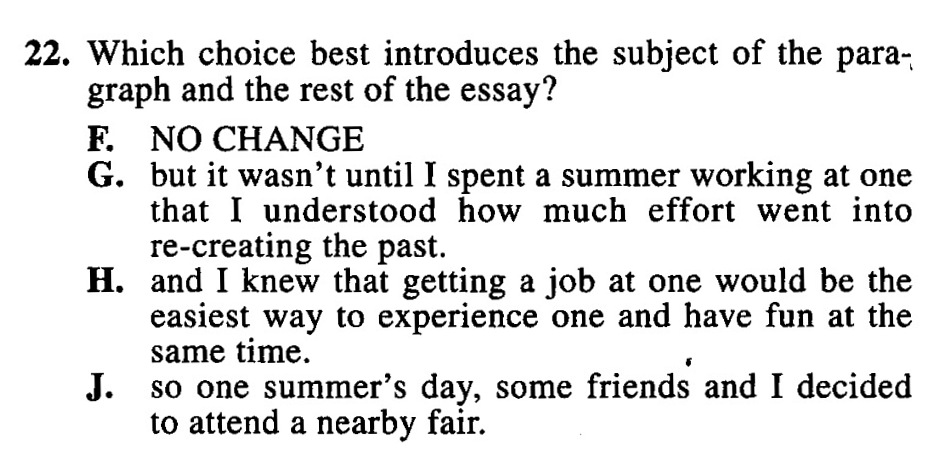 22. Which choice best introduces the subject of the para-
graph and the rest of the essay?
F. NO CHANGE
G. but it wasn't until I spent a summer working at one
that I understood how much effort went into
re-creating the past.
H. and I knew that getting a job at one would be the
easiest way to experience one and have fun at the
same time.
J. so one summer's day, some friends and I decided
to attend a nearby fair.